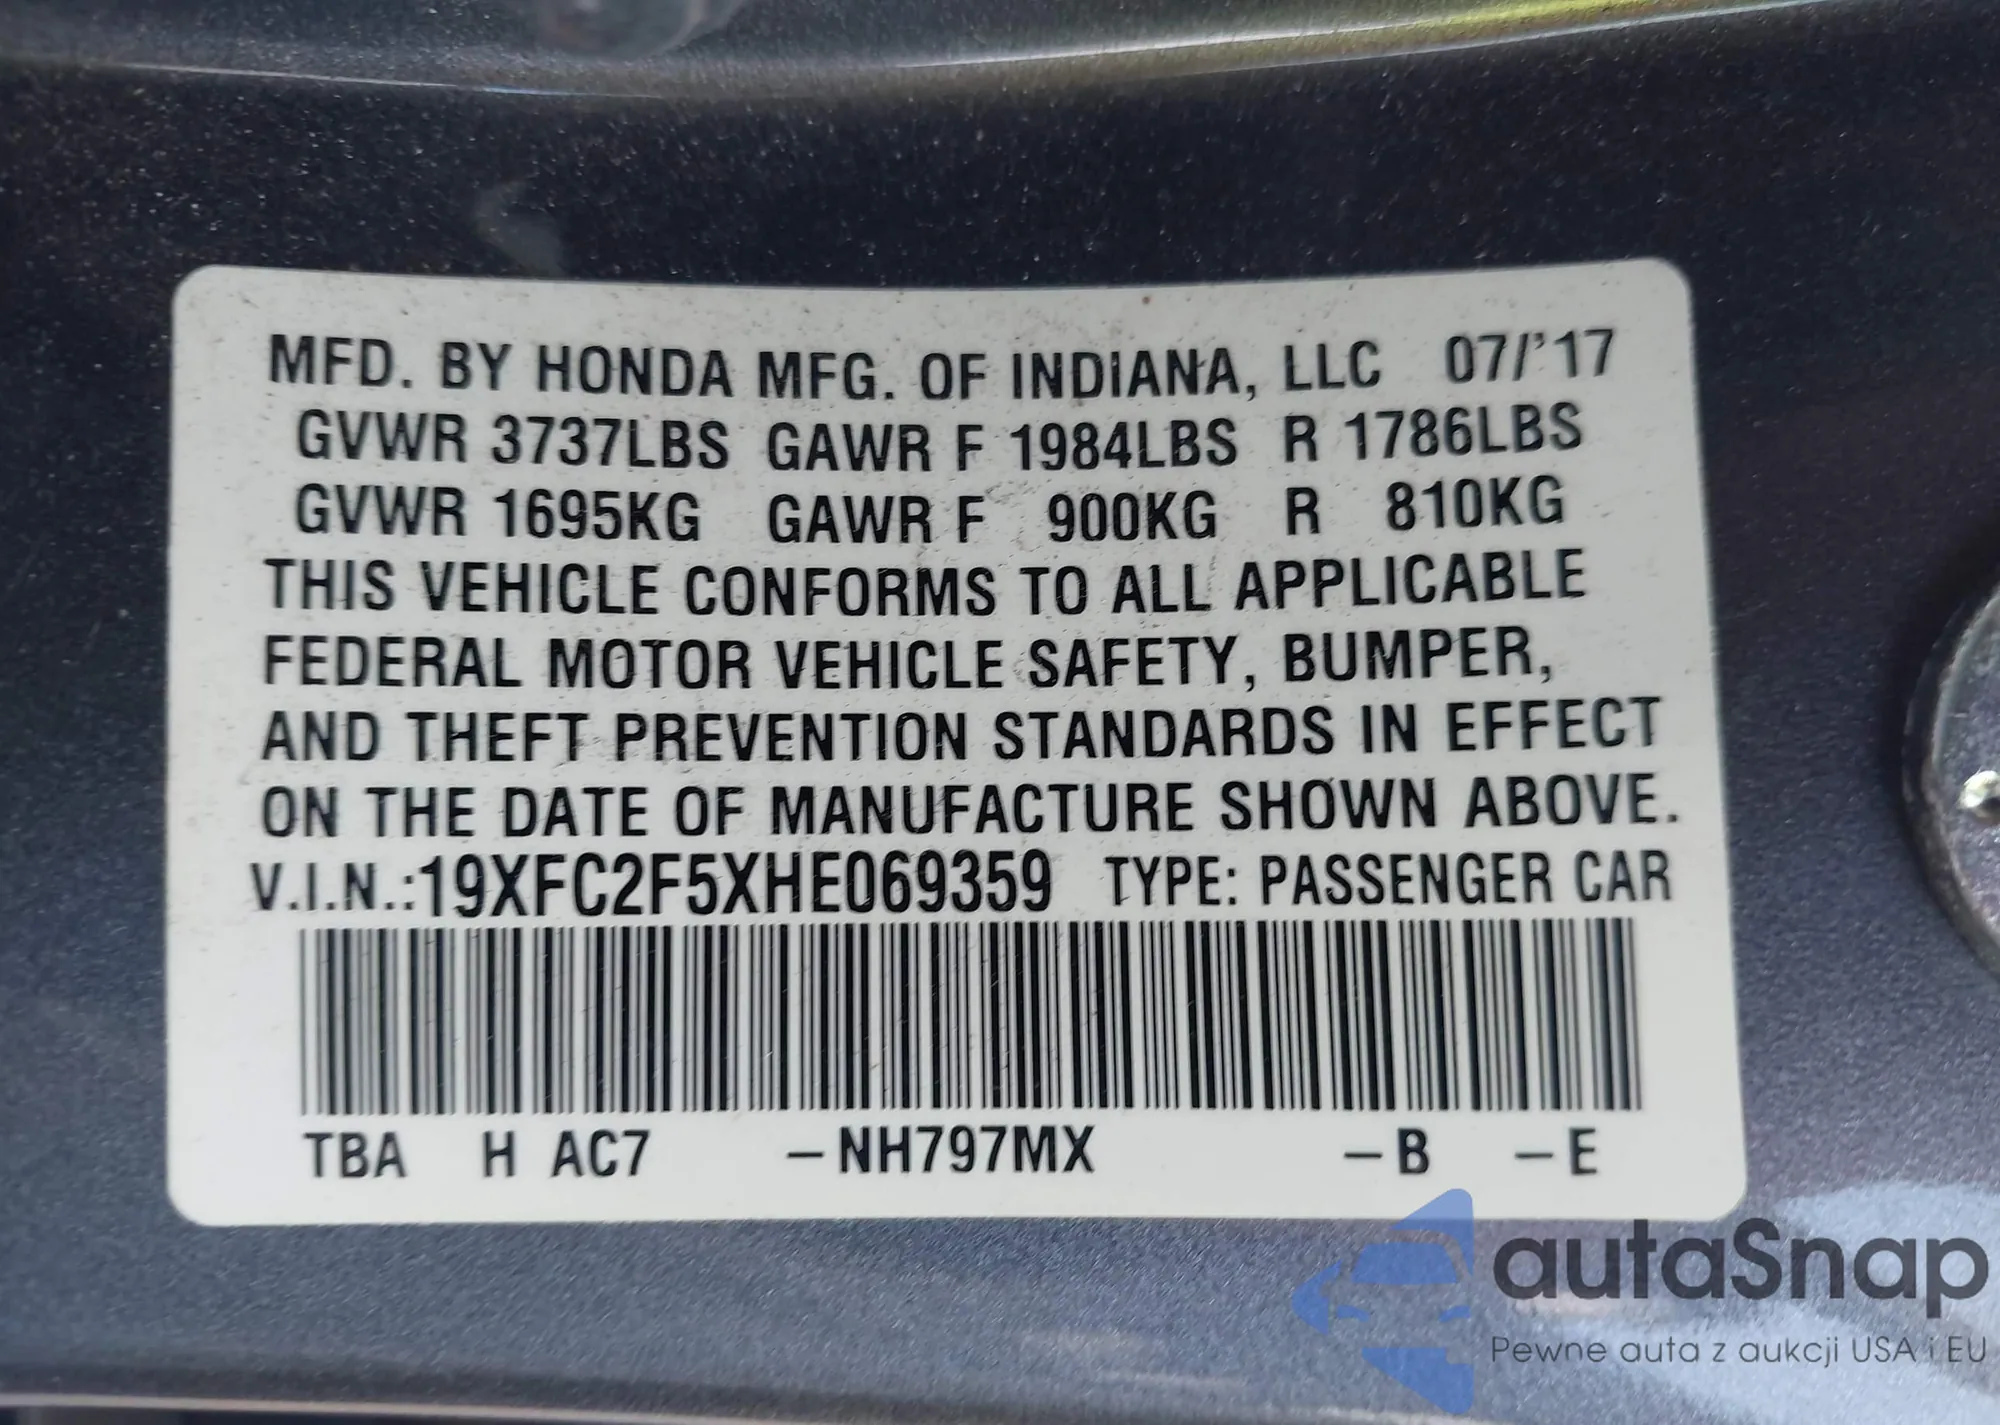 MFD. BY HONDA MFG. OF INDIANA, LLC 07/'17
GVWR 3737LBS GAWR F 1984LBS R 1786LBS
GVWR 1695KG GAWR F 900KG R 810KG
THIS VEHICLE CONFORMS TO ALL APPLICABLE
FEDERAL MOTOR VEHICLE SAFETY, BUMPER,
AND THEFT PREVENTION STANDARDS IN EFFECT
ON THE DATE OF MANUFACTURE SHOWN ABOVE.
V.I.N.:19XFC2F5XHE069359 TYPE: PASSENGER CAR
TBA H AC7 –NH797MX –B –E
autaSnap
Pewne auta z aukcji USA i EU